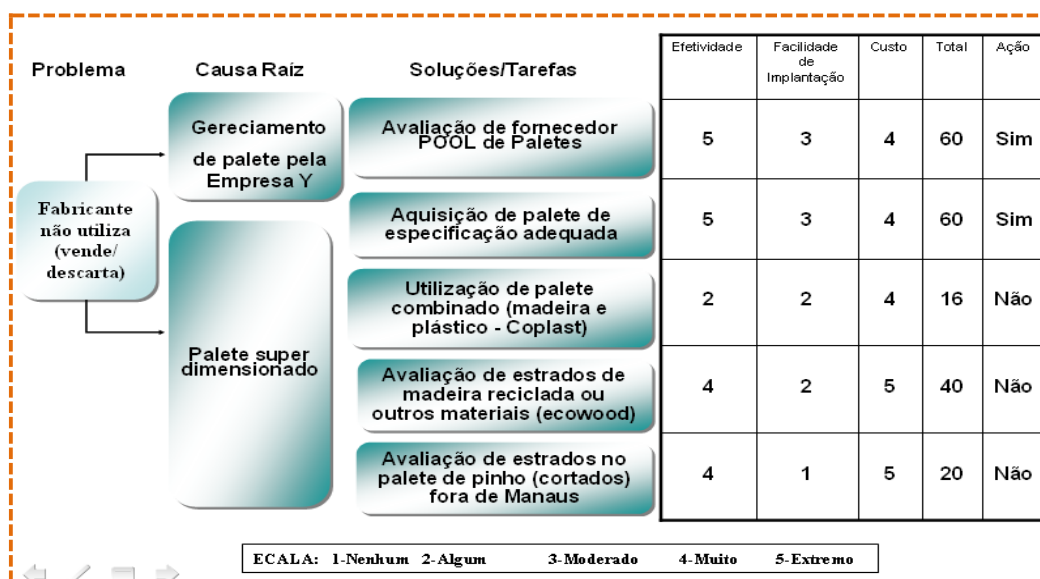 Problema
Causa Raíz
Soluções/Tarefas
Efetividade
Facilidade
de
Implantação
Custo
Total
Ação
Fabricante
não utiliza
(vende/
descarta)
Gereciamento
de palete pela
Empresa Y
Palete super
dimensionado
Avaliação de fornecedor
POOL de Paletes
5 3 4 60 Sim
Aquisição de palete de
especificação adequada
5 3 4 60 Sim
Utilização de palete
combinado (madeira e
plástico - Coplast)
2 2 4 16 Não
Avaliação de estrados de
madeira reciclada ou
outros materiais (ecowood)
4 2 5 40 Não
Avaliação de estrados no
palete de pinho (cortados)
fora de Manaus
4 1 5 20 Não
ECALA: 1-Nenhum 2-Algum 3-Moderado 4-Muito 5-Extremo